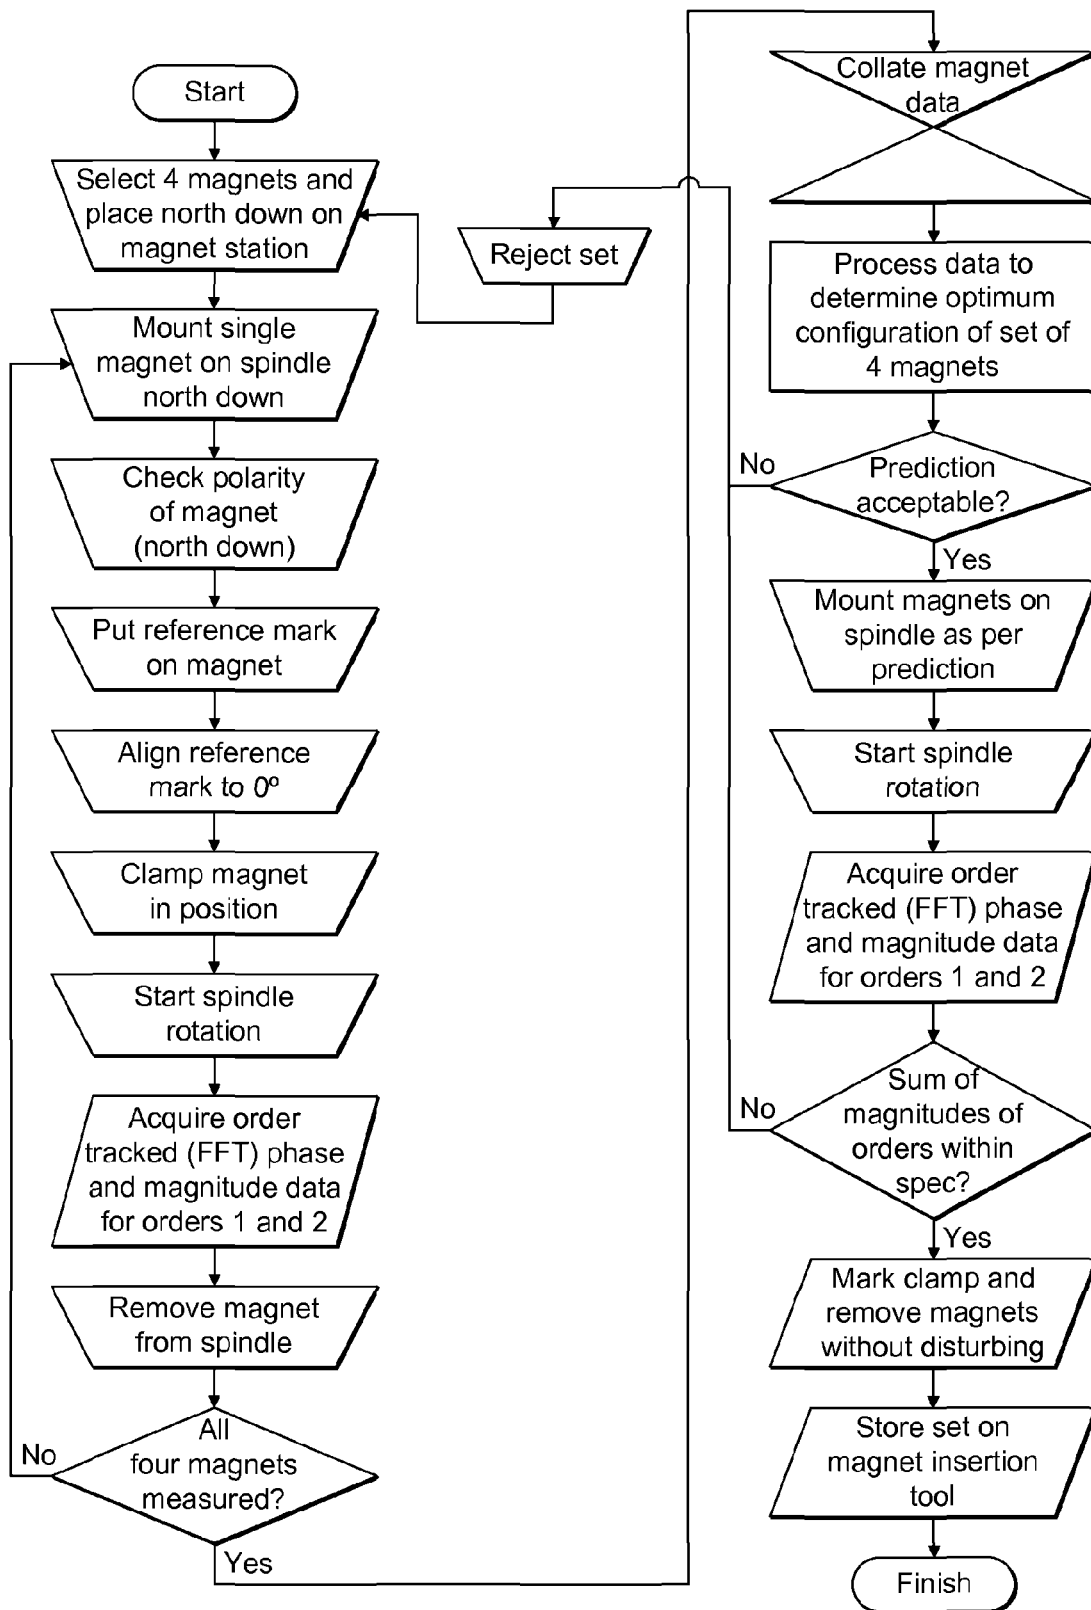 Start
Select 4 magnets and
place north down on
magnet station
Mount single
magnet on spindle
north down
Check polarity
of magnet
(north down)
Put reference mark
on magnet
Align reference
mark to 0º
Clamp magnet
in position
Start spindle
rotation
Acquire order
tracked (FFT) phase
and magnitude data
for orders 1 and 2
Remove magnet
from spindle
All
four magnets
measured?
No
Yes
Reject set
Collate magnet
data
Process data to
determine optimum
configuration of set of
4 magnets
Prediction
acceptable?
No
Yes
Mount magnets on
spindle as per
prediction
Start spindle
rotation
Acquire order
tracked (FFT) phase
and magnitude data
for orders 1 and 2
Sum of
magnitudes of
orders within
spec?
No
Yes
Mark clamp and
remove magnets
without disturbing
Store set on
magnet insertion
tool
Finish